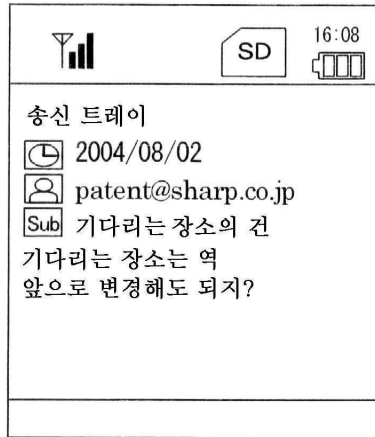 SD
16:08
송신 트레이
2004/08/02
patent@sharp.co.jp
Sub 기다리는 장소의 건
기다리는 장소는 역
앞으로 변경해도 되지?